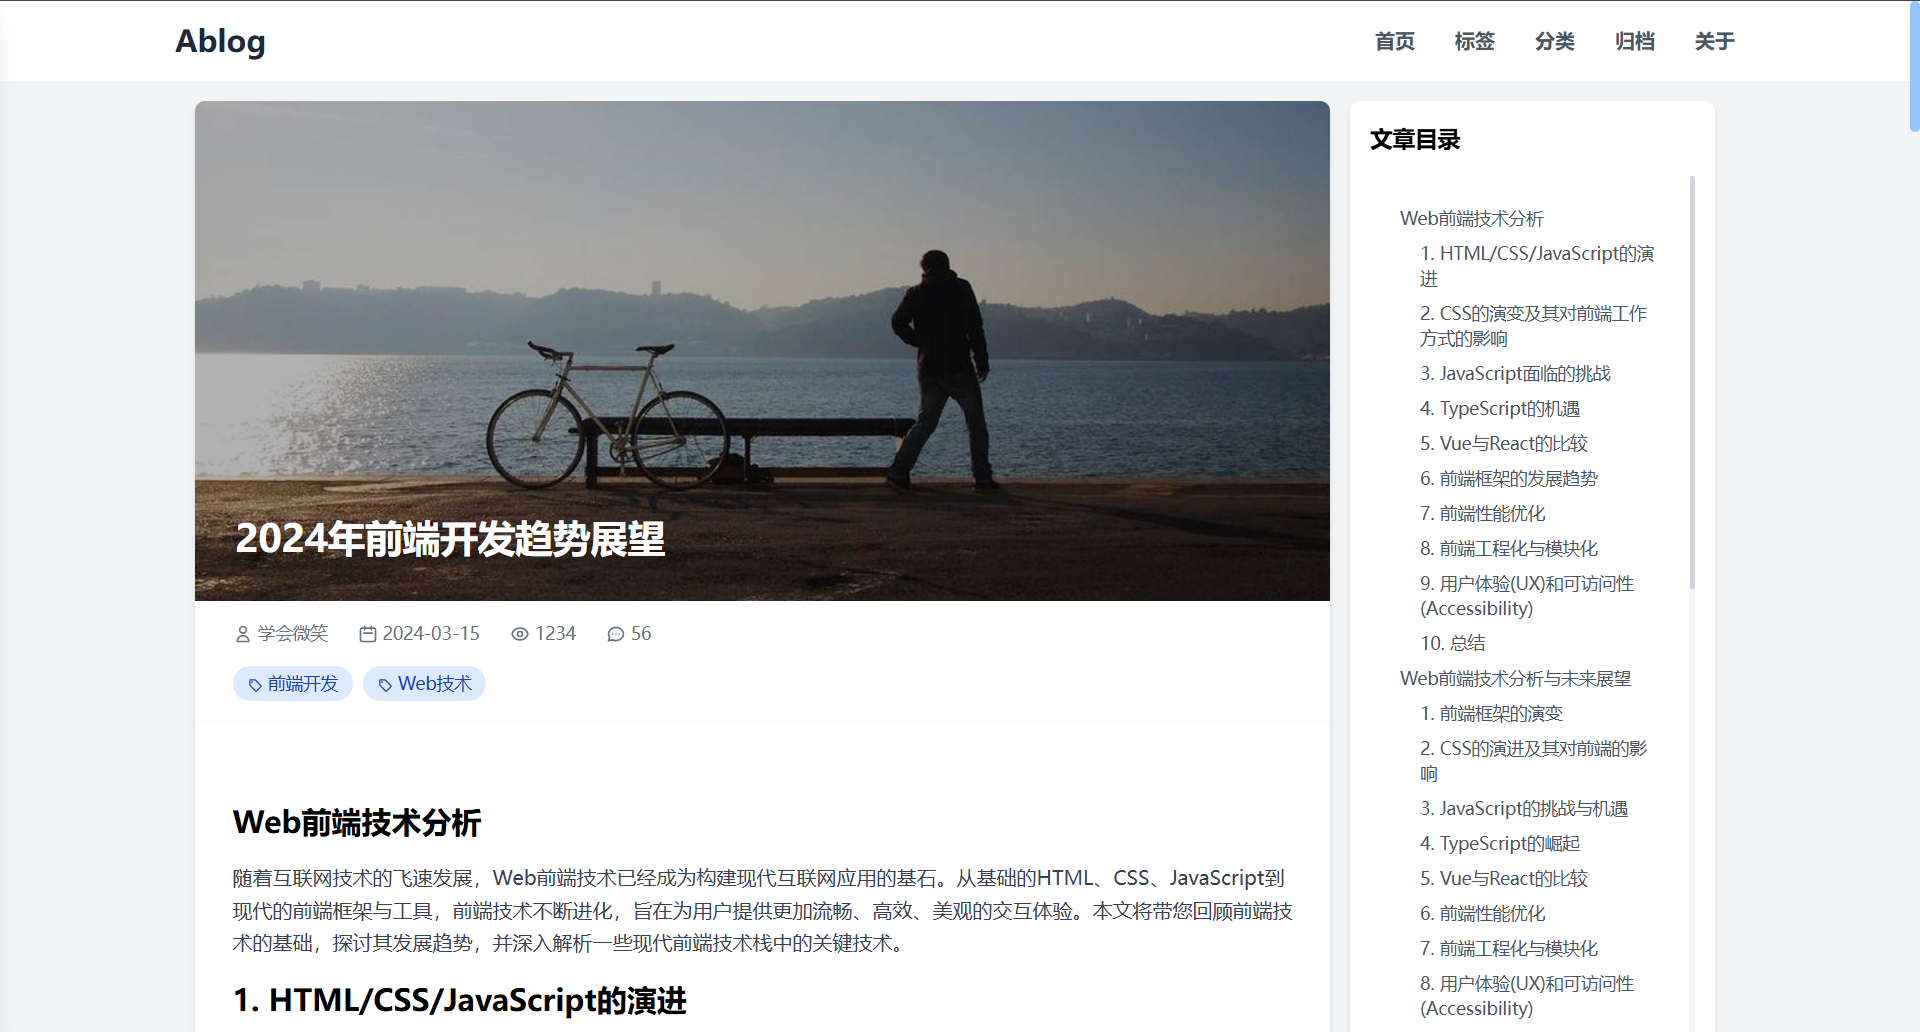 Ablog
首页 标签 分类 归档 关于
2024年前端开发趋势展望
学会微笑 2024-03-15 1234 56
前端开发 Web技术
Web前端技术分析
随着互联网技术的飞速发展，Web前端技术已经成为构建现代互联网应用的基石。从基础的HTML、CSS、JavaScript到
现代的前端框架与工具，前端技术不断进化，旨在为用户提供更加流畅、高效、美观的交互体验。本文将带您回顾前端技
术的基础，探讨其发展趋势，并深入解析一些现代前端技术栈中的关键技术。
1. HTML/CSS/JavaScript的演进
文章目录
Web前端技术分析
1. HTML/CSS/JavaScript的演
进
2. CSS的演变及其对前端工作
方式的影响
3. JavaScript面临的挑战
4. TypeScript的机遇
5. Vue与React的比较
6. 前端框架的发展趋势
7. 前端性能优化
8. 前端工程化与模块化
9. 用户体验(UX)和可访问性
(Accessibility)
10. 总结
Web前端技术分析与未来展望
1. 前端框架的演变
2. CSS的演进及其对前端的影
响
3. JavaScript的挑战与机遇
4. TypeScript的崛起
5. Vue与React的比较
6. 前端性能优化
7. 前端工程化与模块化
8. 用户体验(UX)和可访问性
(Accessibility)